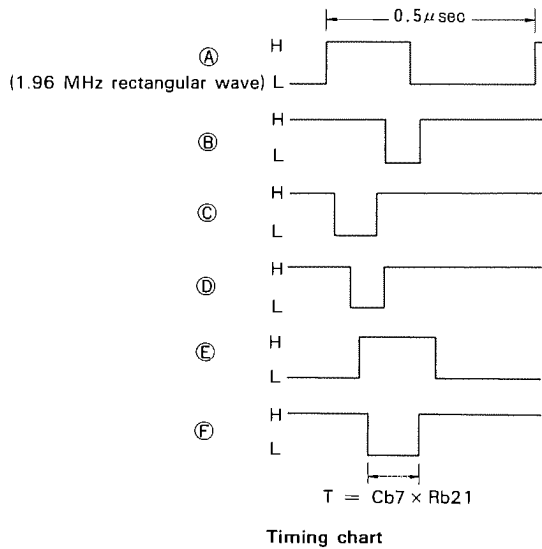 0.5μsec
H
Ⓐ
(1.96 MHz rectangular wave) L
H
Ⓑ
L
H
Ⓒ
L
H
Ⓓ
L
H
Ⓔ
L
H
Ⓕ
L
T = Cb7 × Rb21
Timing chart